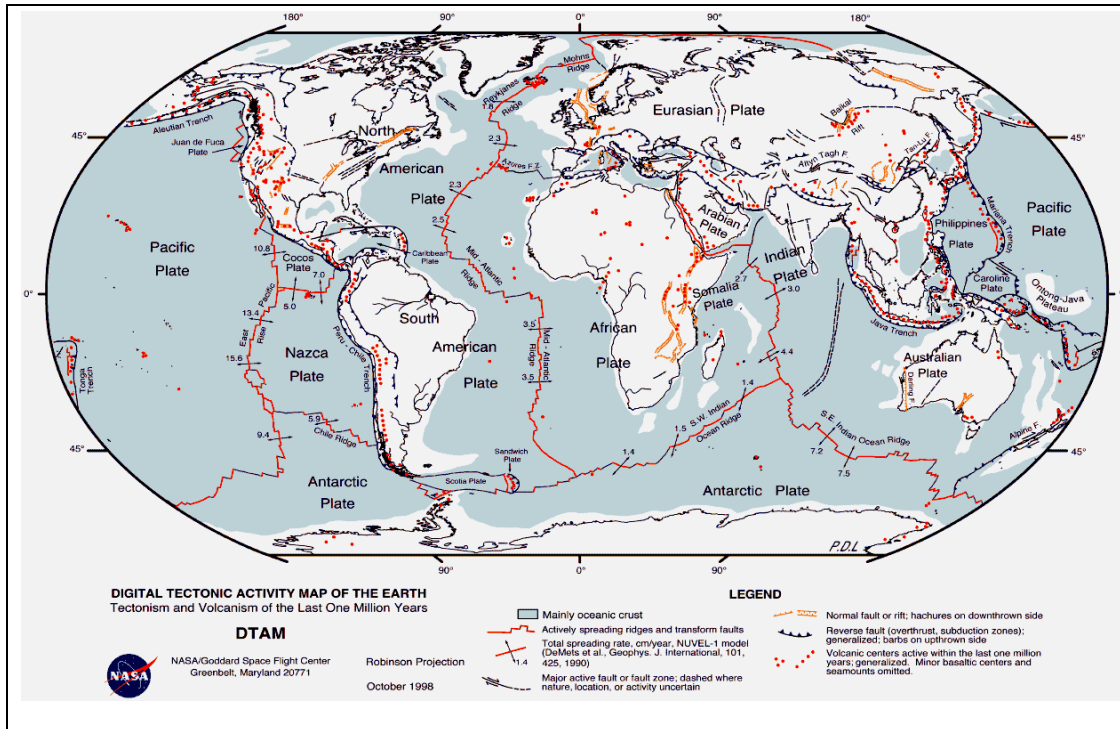 180°
90°
0°
90°
180°
Mohns
Ridge
Reykjanes
Ridge
1.8
Eurasian Plate
Baikal
Rift
Aleutian Trench
45°
45°
North
American
Plate
Juan de Fuca
Plate
2.3
Azores F.Z.
Altyn Tagh F.
Tan-Lu F.
2.3
2.5
Arabian
Plate
Mariana Trench
Philippines
Plate
Pacific
Plate
Pacific
Plate
10.8
Cocos
Plate
7.0
5.0
Caribbean
Plate
Mid - Atlantic
Ridge
Indian
Plate
2.7
3.0
Somalia
Plate
Caroline
Plate
Ontong-Java
Plateau
0°
13.4
East Pacific
Rise
15.6
South
American
Plate
3.5
Mid - Atlantic
Ridge
3.5
African
Plate
4.4
Java Trench
Nazca
Plate
Peru - Chile Trench
Tonga
Trench
Australian
Plate
Darling F.
1.4
S.W. Indian
Ocean Ridge
1.5
1.4
5.9
Chile Ridge
9.4
S.E. Indian Ocean Ridge
7.2
7.5
Alpine F.
45°
45°
Sandwich
Plate
Scotia Plate
Antarctic
Plate
Antarctic Plate
P.D.L
90°
0°
90°
DIGITAL TECTONIC ACTIVITY MAP OF THE EARTH
Tectonism and Volcanism of the Last One Million Years
DTAM
NASA
NASA/Goddard Space Flight Center
Greenbelt, Maryland 20771
Robinson Projection
October 1998
LEGEND
Mainly oceanic crust
Actively spreading ridges and transform faults
Total spreading rate, cm/year, NUVEL-1 model
(DeMets et al., Geophys. J. International, 101,
425, 1990)
1.4
Major active fault or fault zone; dashed where
nature, location, or activity uncertain
Normal fault or rift; hachures on downthrown side
Reverse fault (overthrust, subduction zones);
generalized; barbs on upthrown side
Volcanic centers active within the last one million
years; generalized. Minor basaltic centers and
seamounts omitted.